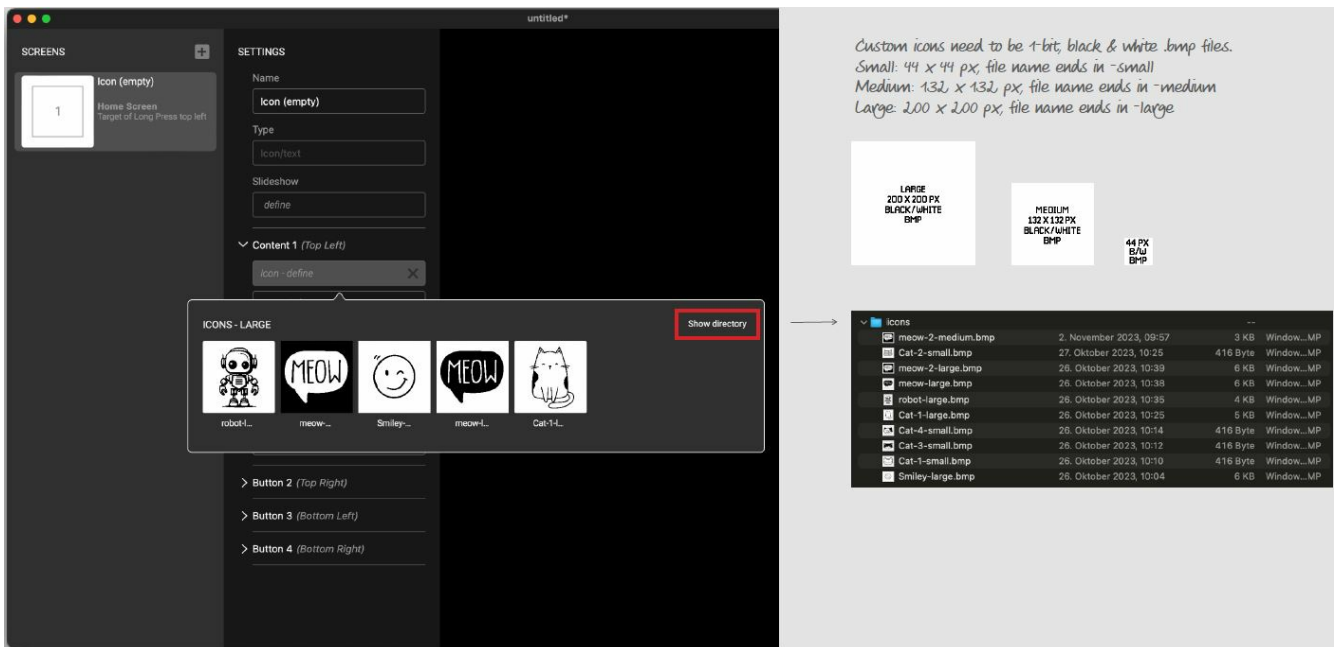 untitled*
SCREENS
Icon (empty)
1
Home Screen
Target of Long Press top left
SETTINGS
Name
Icon (empty)
Type
Icon/text
Slideshow
define
Content 1 (Top Left)
Icon - define
ICONS - LARGE
Show directory
MEOW
MEOW
robot-l...
meow-...
Smiley-...
meow-l...
Cat-1-l...
Button 2 (Top Right)
Button 3 (Bottom Left)
Button 4 (Bottom Right)
Custom icons need to be 1-bit, black & white .bmp files.
Small: 44 x 44 px, file name ends in -small
Medium: 132 x 132 px, file name ends in -medium
Large: 200 x 200 px, file name ends in -large
LARGE
200 X 200 PX
BLACK/WHITE
BMP
MEDIUM
132 X 132 PX
BLACK/WHITE
BMP
44 PX
B/W
BMP
icons --
meow-2-medium.bmp 2. November 2023, 09:57 3 KB Window...MP
Cat-2-small.bmp 27. Oktober 2023, 10:25 416 Byte Window...MP
meow-2-large.bmp 26. Oktober 2023, 10:39 6 KB Window...MP
meow-large.bmp 26. Oktober 2023, 10:38 6 KB Window...MP
robot-large.bmp 26. Oktober 2023, 10:35 4 KB Window...MP
Cat-1-large.bmp 26. Oktober 2023, 10:25 5 KB Window...MP
Cat-4-small.bmp 26. Oktober 2023, 10:14 416 Byte Window...MP
Cat-3-small.bmp 26. Oktober 2023, 10:12 416 Byte Window...MP
Cat-1-small.bmp 26. Oktober 2023, 10:10 416 Byte Window...MP
Smiley-large.bmp 26. Oktober 2023, 10:04 6 KB Window...MP